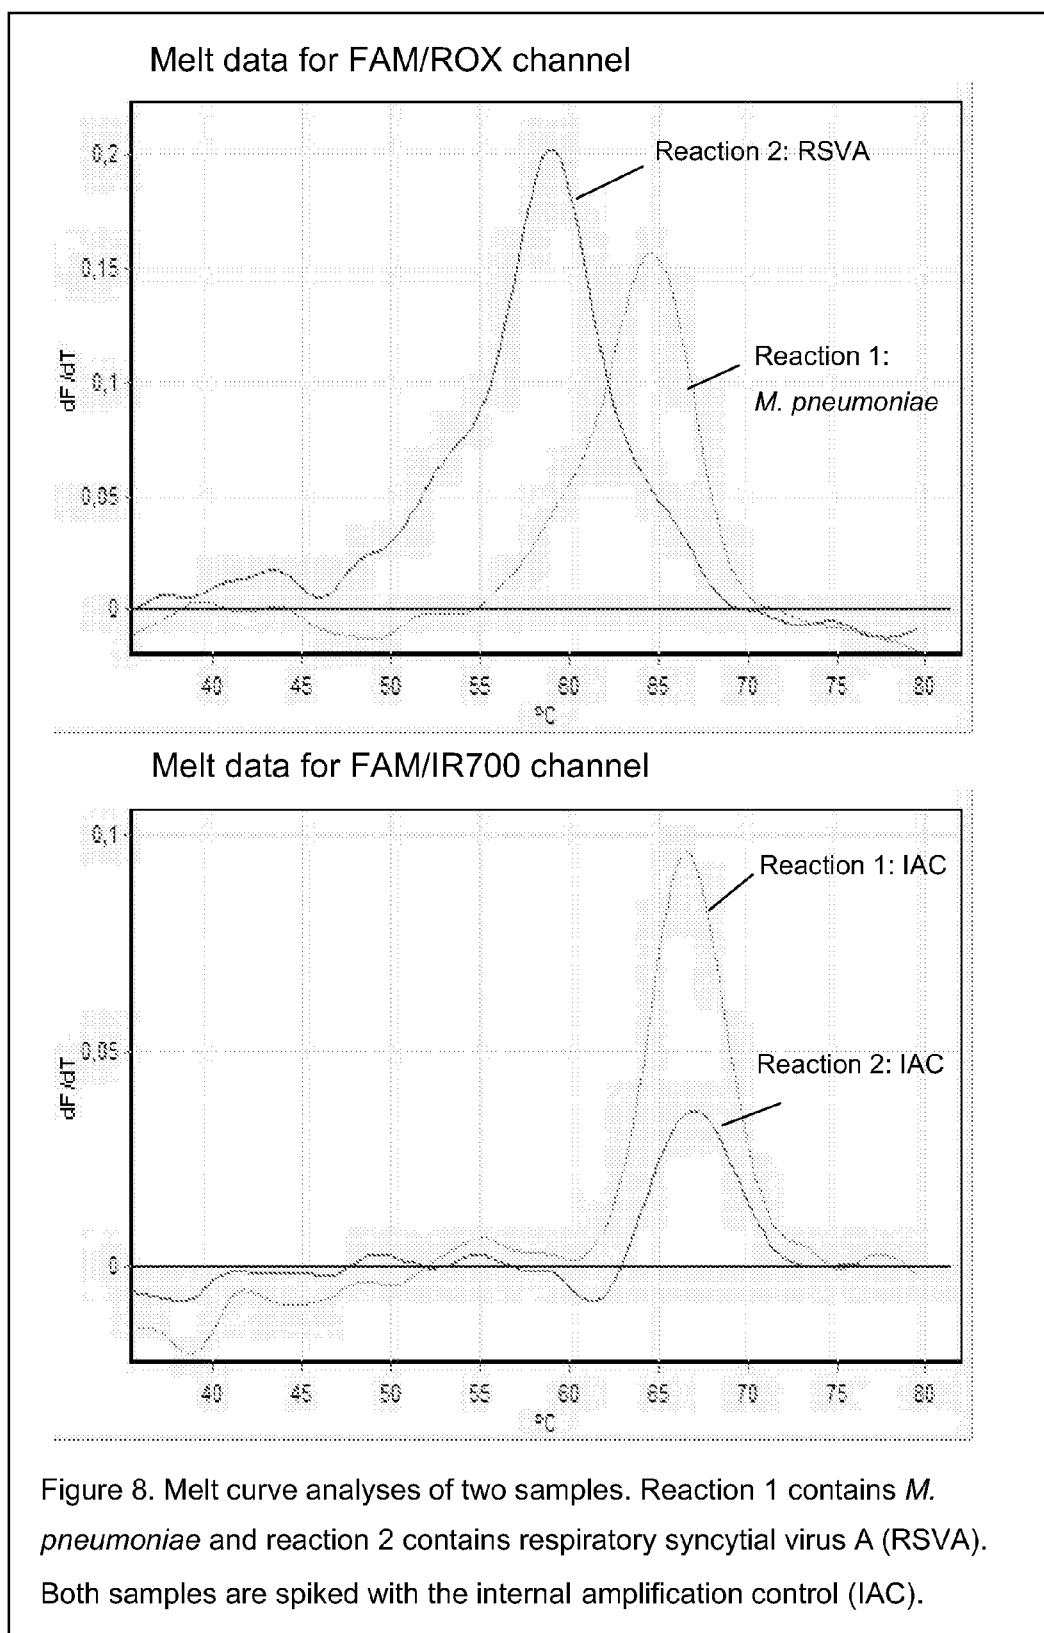 Melt data for FAM/ROX channel
0,2
0,15
0,1
0,05
0
dF/dT
Reaction 2: RSVA
Reaction 1:
M. pneumoniae
40 45 50 55 60 65 70 75 80
ºC
Melt data for FAM/IR700 channel
0,1
0,05
0
dF/dT
Reaction 1: IAC
Reaction 2: IAC
40 45 50 55 60 65 70 75 80
ºC
Figure 8. Melt curve analyses of two samples. Reaction 1 contains M.
pneumoniae and reaction 2 contains respiratory syncytial virus A (RSVA).
Both samples are spiked with the internal amplification control (IAC).